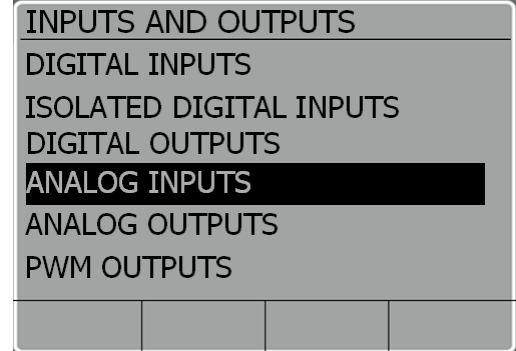 INPUTS AND OUTPUTS
DIGITAL INPUTS
ISOLATED DIGITAL INPUTS
DIGITAL OUTPUTS
ANALOG INPUTS
ANALOG OUTPUTS
PWM OUTPUTS